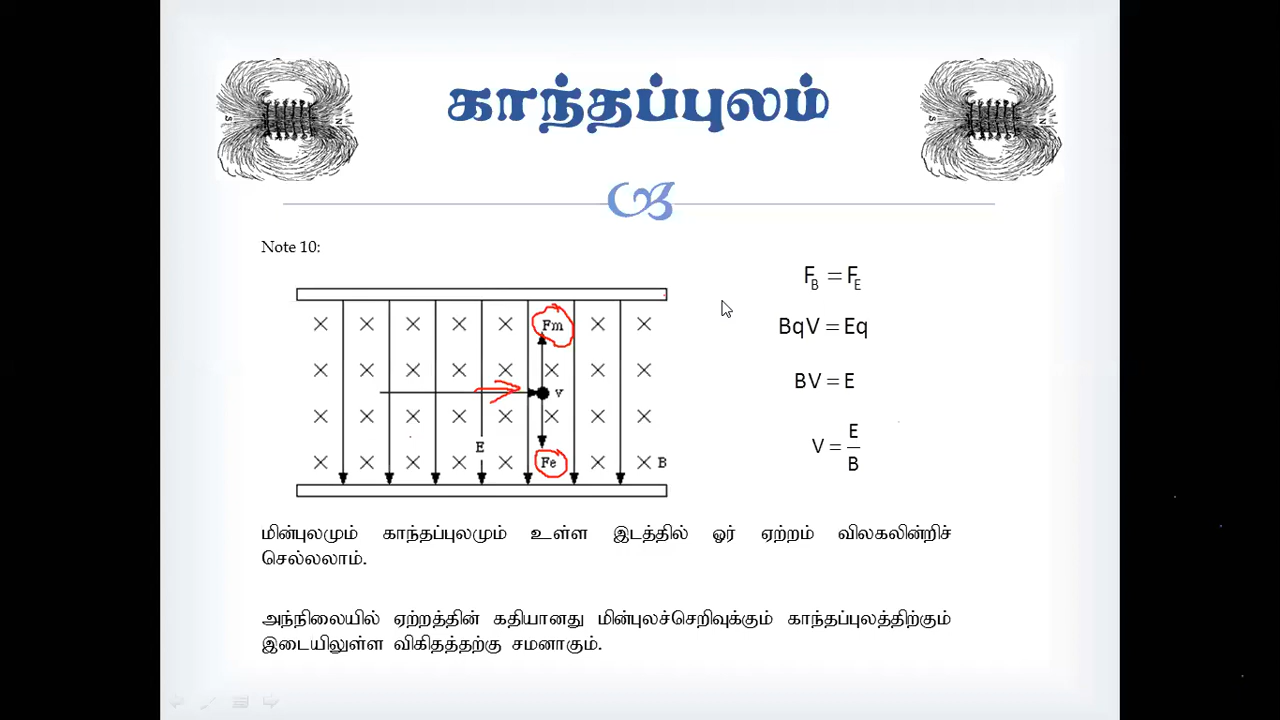 காந்தப்புலம்
S N
S N
Note 10:
F_B = F_E
BqV = Eq
BV = E
V = E/B
Fm
v
E
Fe
B
மின்புலமும் காந்தப்புலமும் உள்ள இடத்தில் ஓர் ஏற்றம் விலகலின்றிச்
செல்லலாம்.
அந்நிலையில் ஏற்றத்தின் கதியானது மின்புலச்செறிவுக்கும் காந்தப்புலத்திற்கும்
இடையிலுள்ள விகிதத்தற்கு சமனாகும்.